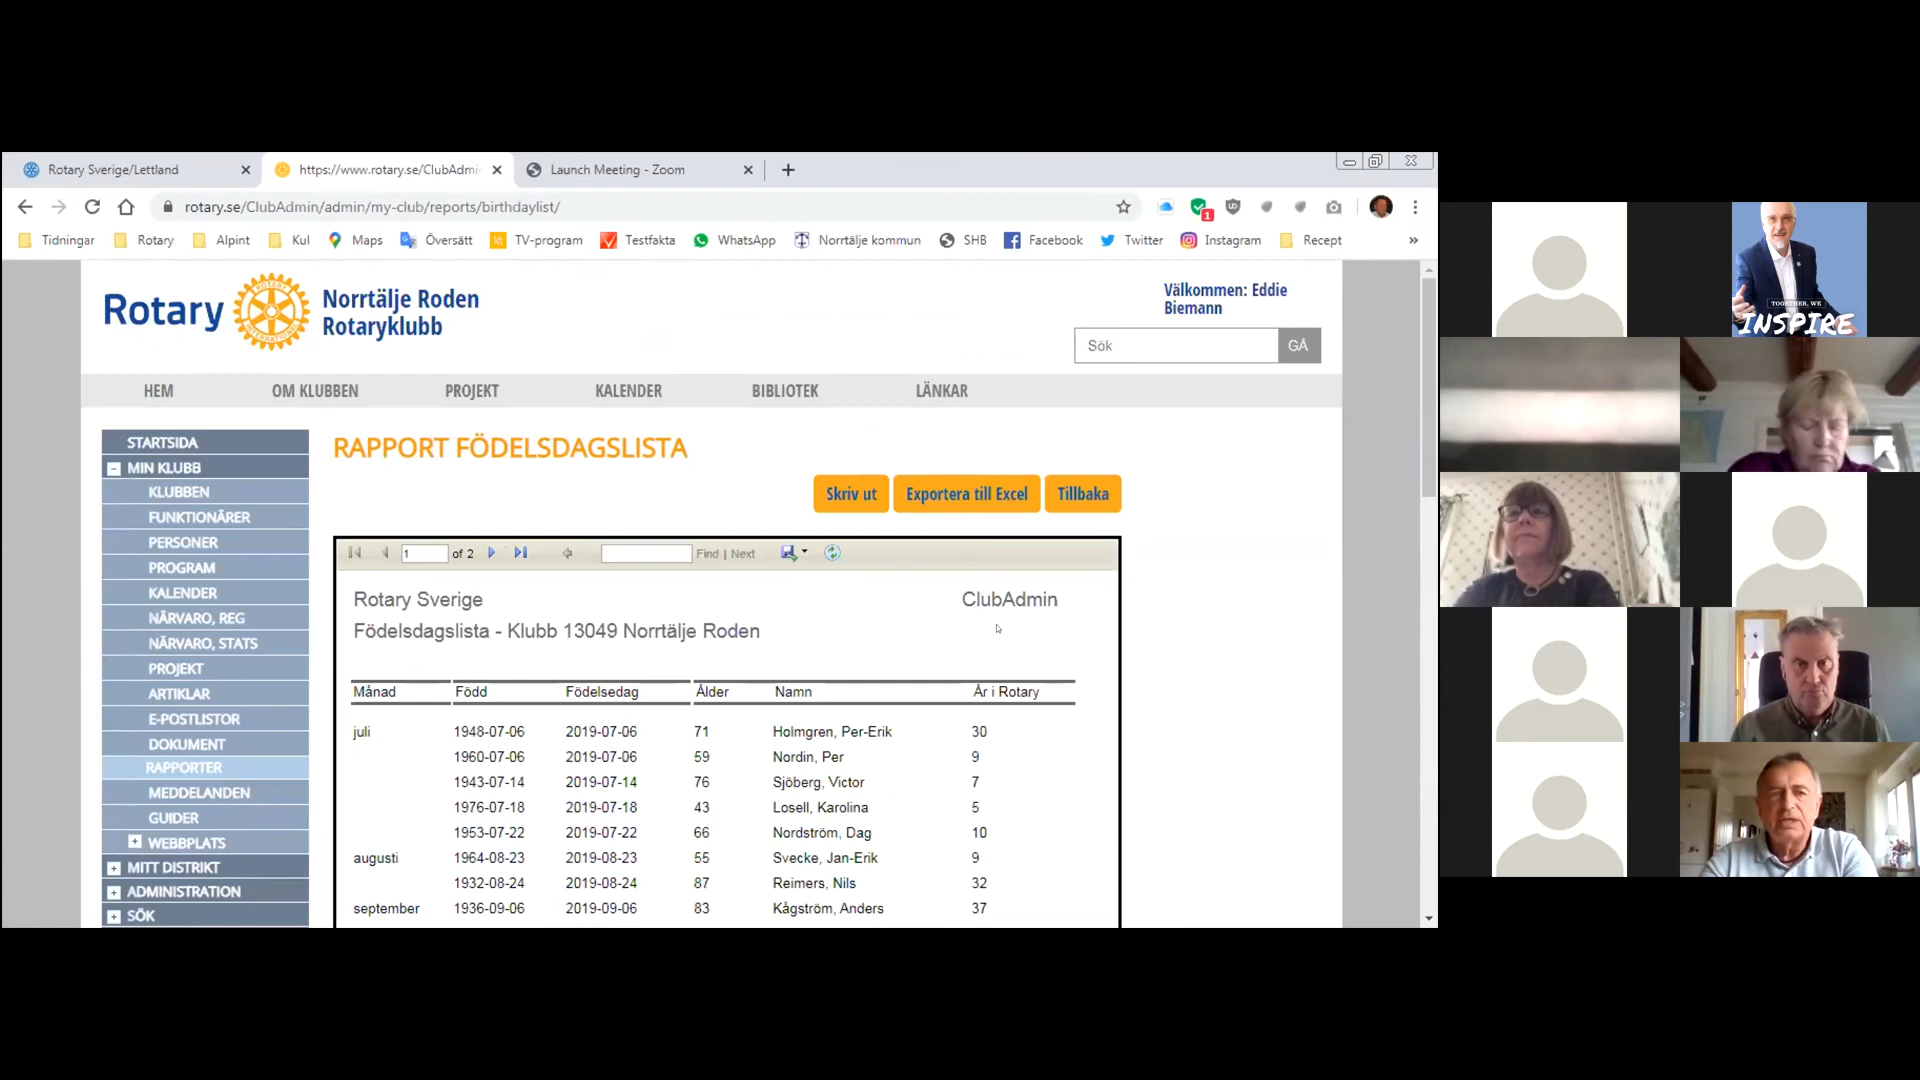 Rotary Sverige/Lettland
https://www.rotary.se/ClubAdmi
Launch Meeting - Zoom
rotary.se/ClubAdmin/admin/my-club/reports/birthdaylist/
1
Tidningar Rotary Alpint Kul Maps Översätt TV-program Testfakta WhatsApp Norrtälje kommun SHB Facebook Twitter Instagram Recept »
Rotary
Norrtälje Roden
Rotaryklubb
Välkommen: Eddie
Biemann
Sök GÅ
HEM OM KLUBBEN PROJEKT KALENDER BIBLIOTEK LÄNKAR
STARTSIDA
MIN KLUBB
KLUBBEN
FUNKTIONÄRER
PERSONER
PROGRAM
KALENDER
NÄRVARO, REG
NÄRVARO, STATS
PROJEKT
ARTIKLAR
E-POSTLISTOR
DOKUMENT
RAPPORTER
MEDDELANDEN
GUIDER
WEBBPLATS
MITT DISTRIKT
ADMINISTRATION
SÖK
RAPPORT FÖDELSDAGSLISTA
Skriv ut Exportera till Excel Tillbaka
1 of 2 Find | Next
Rotary Sverige ClubAdmin
Födelsdagslista - Klubb 13049 Norrtälje Roden
Månad Född Födelsedag Ålder Namn År i Rotary
juli 1948-07-06 2019-07-06 71 Holmgren, Per-Erik 30
1960-07-06 2019-07-06 59 Nordin, Per 9
1943-07-14 2019-07-14 76 Sjöberg, Victor 7
1976-07-18 2019-07-18 43 Losell, Karolina 5
1953-07-22 2019-07-22 66 Nordström, Dag 10
augusti 1964-08-23 2019-08-23 55 Svecke, Jan-Erik 9
1932-08-24 2019-08-24 87 Reimers, Nils 32
september 1936-09-06 2019-09-06 83 Kågström, Anders 37
TOGETHER, WE
INSPIRE